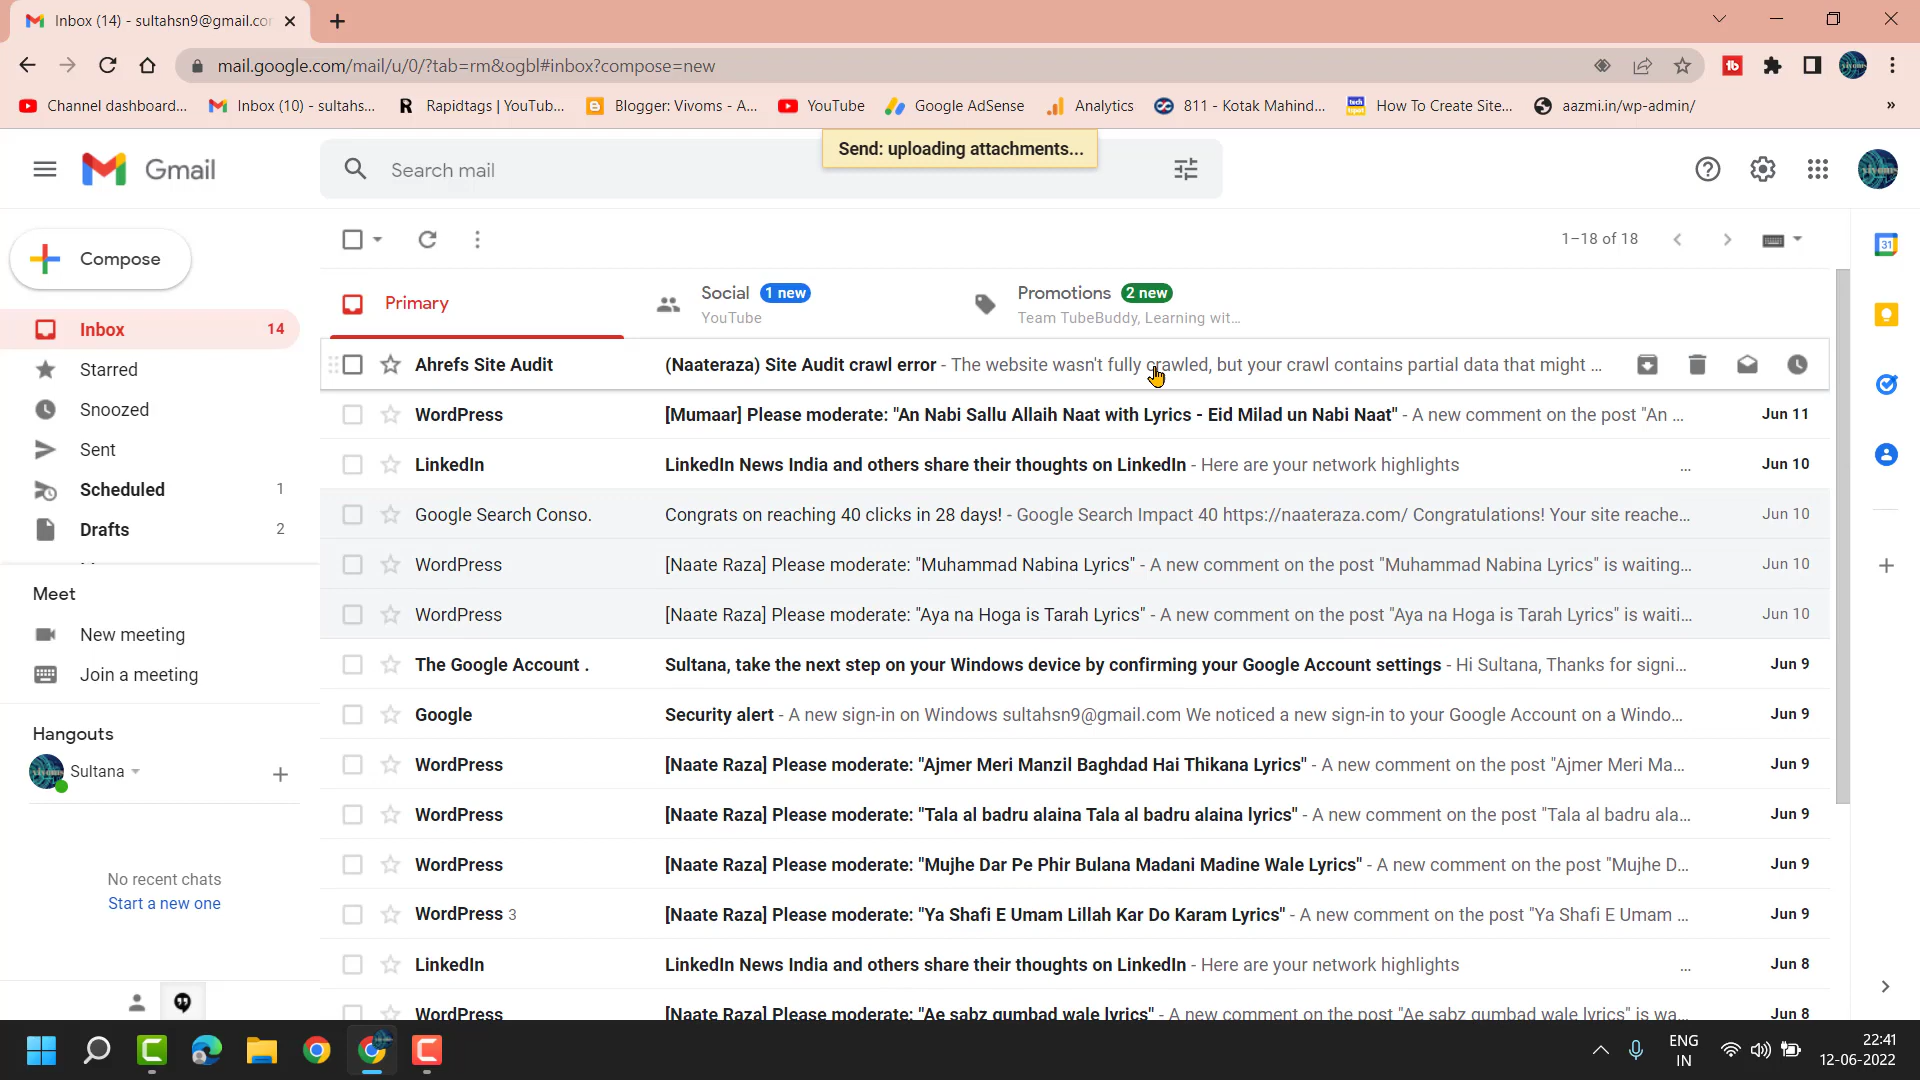 Inbox (14) - sultahsn9@gmail.co
mail.google.com/mail/u/0/?tab=rm&ogbl#inbox?compose=new
Channel dashboard... Inbox (10) - sultahs... R Rapidtags | YouTub... Blogger: Vivoms - A... YouTube Google AdSense Analytics 811 - Kotak Mahind... How To Create Site... aazmi.in/wp-admin/ »
Send: uploading attachments...
Gmail
Search mail
Compose
1–18 of 18
31
Primary
Social 1 new
YouTube
Promotions 2 new
Team TubeBuddy, Learning wit...
Inbox 14
Starred
Snoozed
Sent
Scheduled 1
Drafts 2
Meet
New meeting
Join a meeting
Hangouts
Sultana
No recent chats
Start a new one
Ahrefs Site Audit (Naateraza) Site Audit crawl error - The website wasn't fully crawled, but your crawl contains partial data that might ...
WordPress [Mumaar] Please moderate: "An Nabi Sallu Allaih Naat with Lyrics - Eid Milad un Nabi Naat" - A new comment on the post "An ... Jun 11
LinkedIn LinkedIn News India and others share their thoughts on LinkedIn - Here are your network highlights ... Jun 10
Google Search Conso. Congrats on reaching 40 clicks in 28 days! - Google Search Impact 40 https://naateraza.com/ Congratulations! Your site reache... Jun 10
WordPress [Naate Raza] Please moderate: "Muhammad Nabina Lyrics" - A new comment on the post "Muhammad Nabina Lyrics" is waiting... Jun 10
WordPress [Naate Raza] Please moderate: "Aya na Hoga is Tarah Lyrics" - A new comment on the post "Aya na Hoga is Tarah Lyrics" is waiti... Jun 10
The Google Account . Sultana, take the next step on your Windows device by confirming your Google Account settings - Hi Sultana, Thanks for signi... Jun 9
Google Security alert - A new sign-in on Windows sultahsn9@gmail.com We noticed a new sign-in to your Google Account on a Windo... Jun 9
WordPress [Naate Raza] Please moderate: "Ajmer Meri Manzil Baghdad Hai Thikana Lyrics" - A new comment on the post "Ajmer Meri Ma... Jun 9
WordPress [Naate Raza] Please moderate: "Tala al badru alaina Tala al badru alaina lyrics" - A new comment on the post "Tala al badru ala... Jun 9
WordPress [Naate Raza] Please moderate: "Mujhe Dar Pe Phir Bulana Madani Madine Wale Lyrics" - A new comment on the post "Mujhe D... Jun 9
WordPress 3 [Naate Raza] Please moderate: "Ya Shafi E Umam Lillah Kar Do Karam Lyrics" - A new comment on the post "Ya Shafi E Umam ... Jun 9
LinkedIn LinkedIn News India and others share their thoughts on LinkedIn - Here are your network highlights ... Jun 8
WordPress [Naate Raza] Please moderate: "Ae sabz gumbad wale lyrics" - A new comment on the post "Ae sabz gumbad wale lyrics" is wa... Jun 8
ENG
IN
22:41
12-06-2022